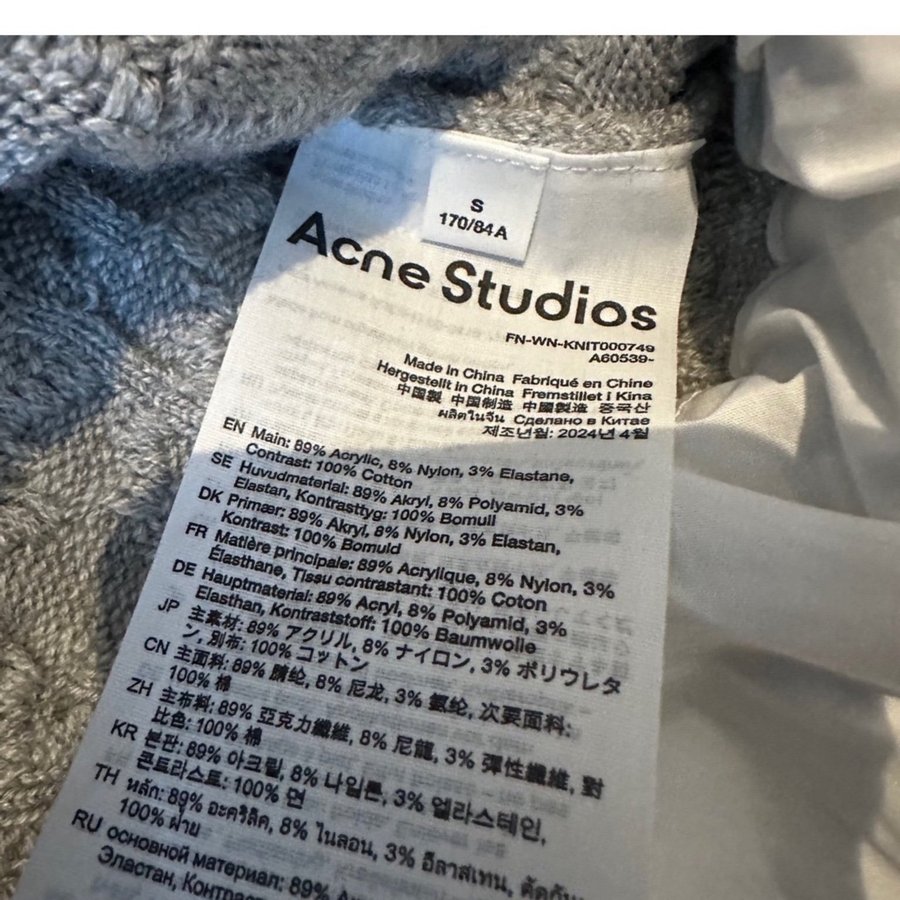 S
170/84A
Acne Studios
FN-WN-KNIT000749
A60539-
Made in China Fabriqué en Chine
Hergestellt in China Fremstillet i Kina
中国製 中国制造 中國製造 중국산
ผลิตในจีน Сделано в Китае
제조년월: 2024년 4월
EN Main: 89% Acrylic, 8% Nylon, 3% Elastane,
Contrast: 100% Cotton
SE Huvudmaterial: 89% Akryl, 8% Polyamid, 3%
Elastan, Kontrasttyg: 100% Bomull
DK Primær: 89% Akryl, 8% Nylon, 3% Elastan,
Kontrast: 100% Bomuld
FR Matière principale: 89% Acrylique, 8% Nylon, 3%
Élasthane, Tissu contrastant: 100% Coton
DE Hauptmaterial: 89% Acryl, 8% Polyamid, 3%
Elasthan, Kontraststoff: 100% Baumwolle
JP 主素材: 89% アクリル, 8% ナイロン, 3% ポリウレタ
ン, 別布: 100% コットン
CN 主面料: 89% 腈纶, 8% 尼龙, 3% 氨纶, 次要面料:
100% 棉
ZH 主布料: 89% 亞克力纖維, 8% 尼龍, 3% 彈性纖維, 對
比色: 100% 棉
KR 본판: 89% 아크릴, 8% 나일론, 3% 엘라스테인,
콘트라스트: 100% 면
TH หลัก: 89% อะคริลิค, 8% ไนลอน, 3% อีลาสเทน, คัดกัน
100% ฝ้าย
RU основной материал: 89%
Эластан,